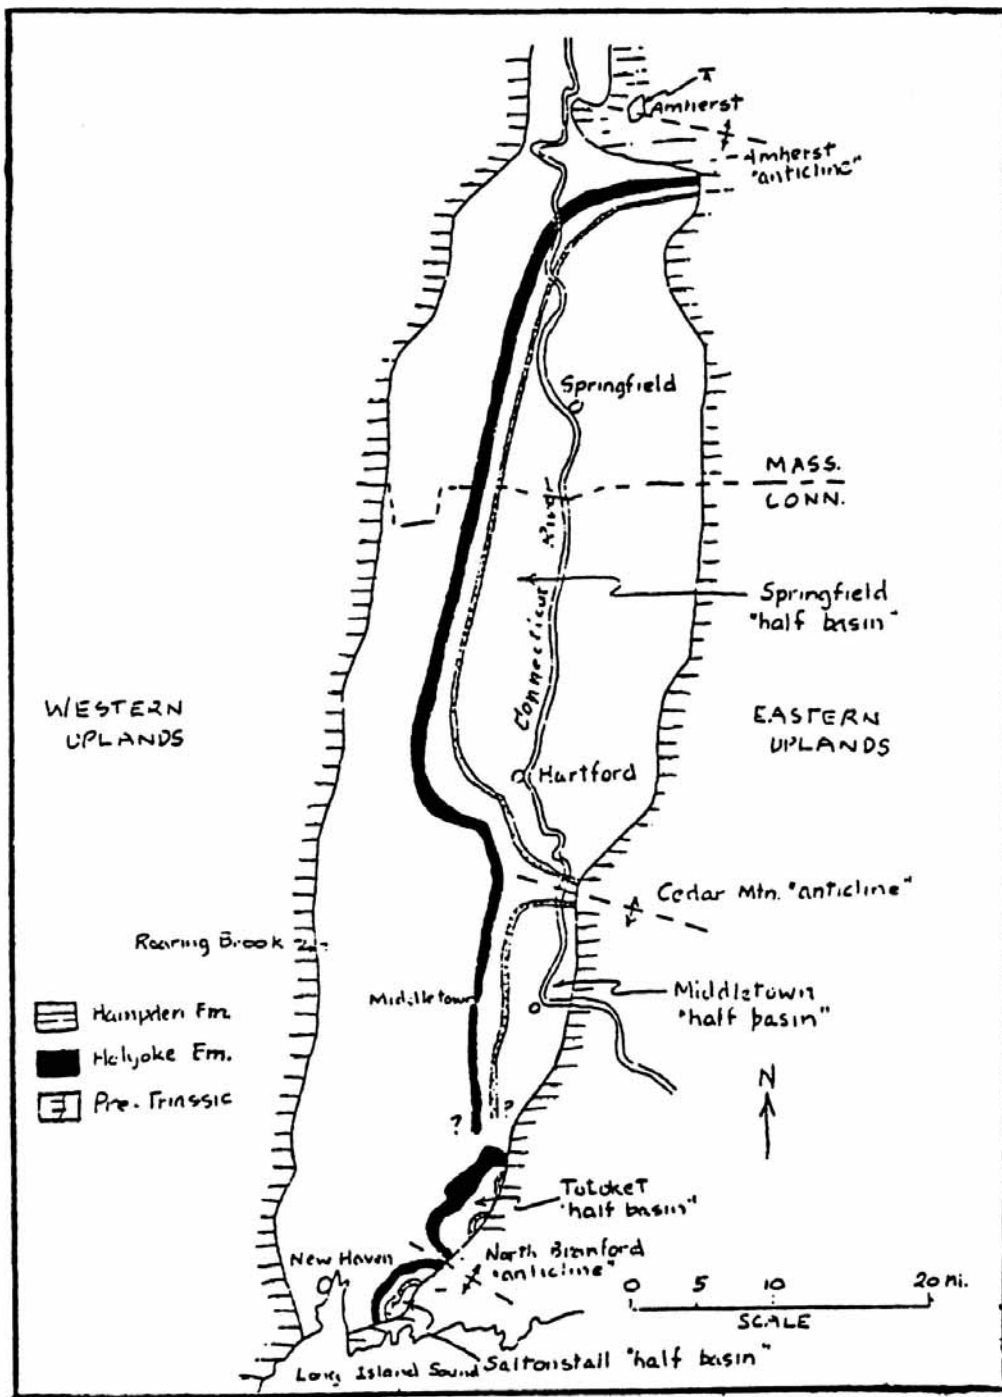 T
Amherst
Amherst
"anticline"
Springfield
MASS.
CONN.
Connecticut River
Springfield
"half basin"
WESTERN
UPLANDS
EASTERN
UPLANDS
Hartford
Cedar Mtn. "anticline"
Roaring Brook
Middletown
Middletown
"half basin"
Hampden Fm.
Holyoke Fm.
Pre-Triassic
N
? ?
Totoket
"half basin"
New Haven
North Branford
"anticline"
0 5 10 20 mi.
SCALE
Long Island Sound
Saltonstall "half basin"